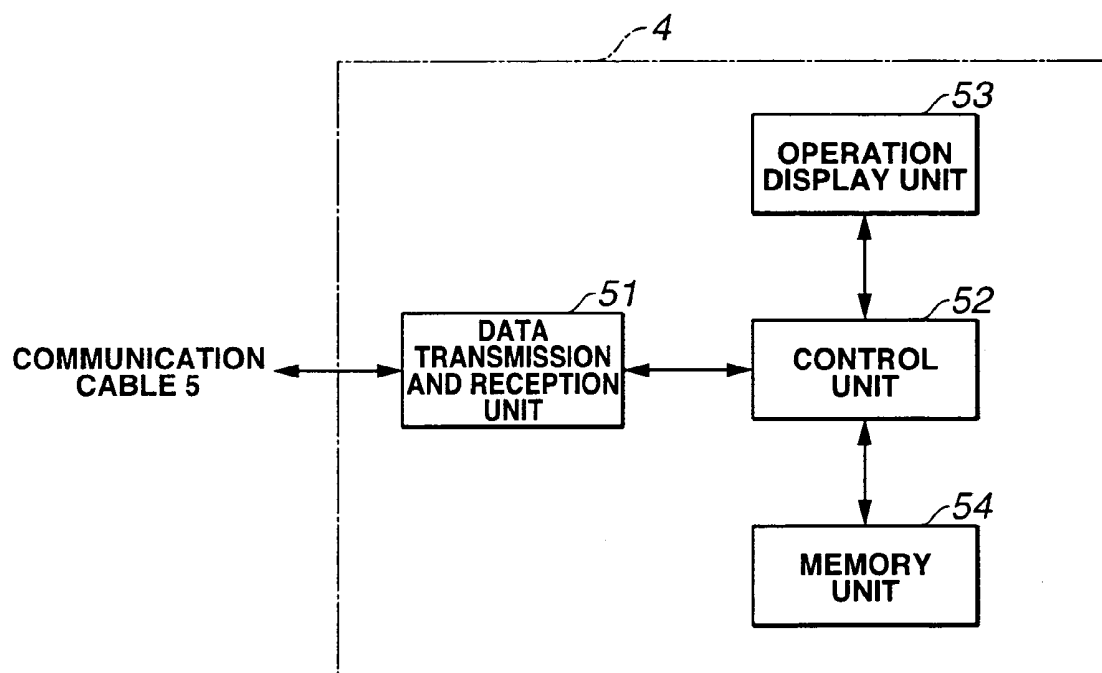 4
53
OPERATION
DISPLAY UNIT
51
DATA
TRANSMISSION
AND RECEPTION
UNIT
52
CONTROL
UNIT
COMMUNICATION
CABLE 5
54
MEMORY
UNIT